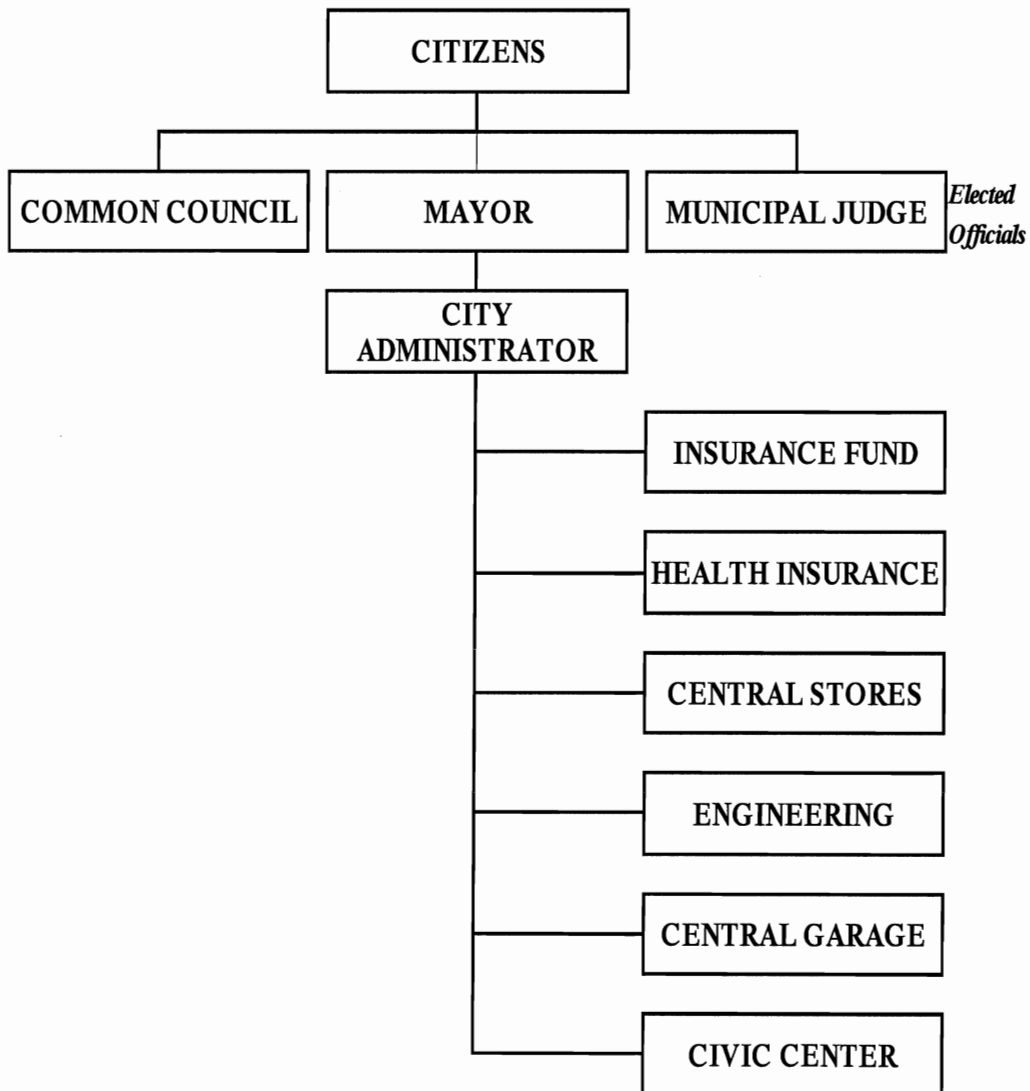 CITIZENS
COMMON COUNCIL
MAYOR
MUNICIPAL JUDGE
Elected
Officials
CITY
ADMINISTRATOR
INSURANCE FUND
HEALTH INSURANCE
CENTRAL STORES
ENGINEERING
CENTRAL GARAGE
CIVIC CENTER